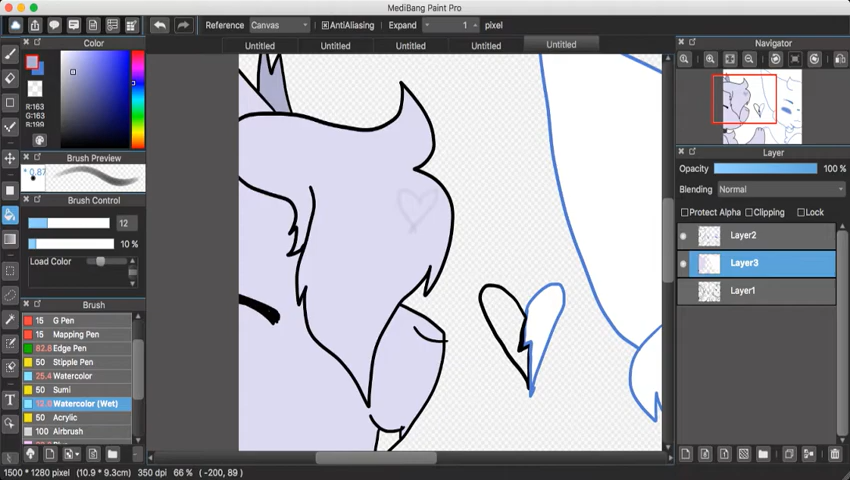 MediBang Paint Pro
Reference Canvas AntiAliasing Expand 1 pixel
Untitled Untitled Untitled Untitled Untitled
Color
R:163
G:163
B:199
Brush Preview
* 0.87
Brush Control
12
10 %
Load Color
Brush
15 G Pen
15 Mapping Pen
82.8 Edge Pen
50 Stipple Pen
25.4 Watercolor
50 Sumi
12.0 Watercolor (Wet)
50 Acrylic
100 Airbrush
Navigator
Layer
Opacity 100 %
Blending Normal
Protect Alpha Clipping Lock
Layer2
Layer3
Layer1
1500 * 1280 pixel (10.9 * 9.3cm) 350 dpi 66 % ( -200, 89 )